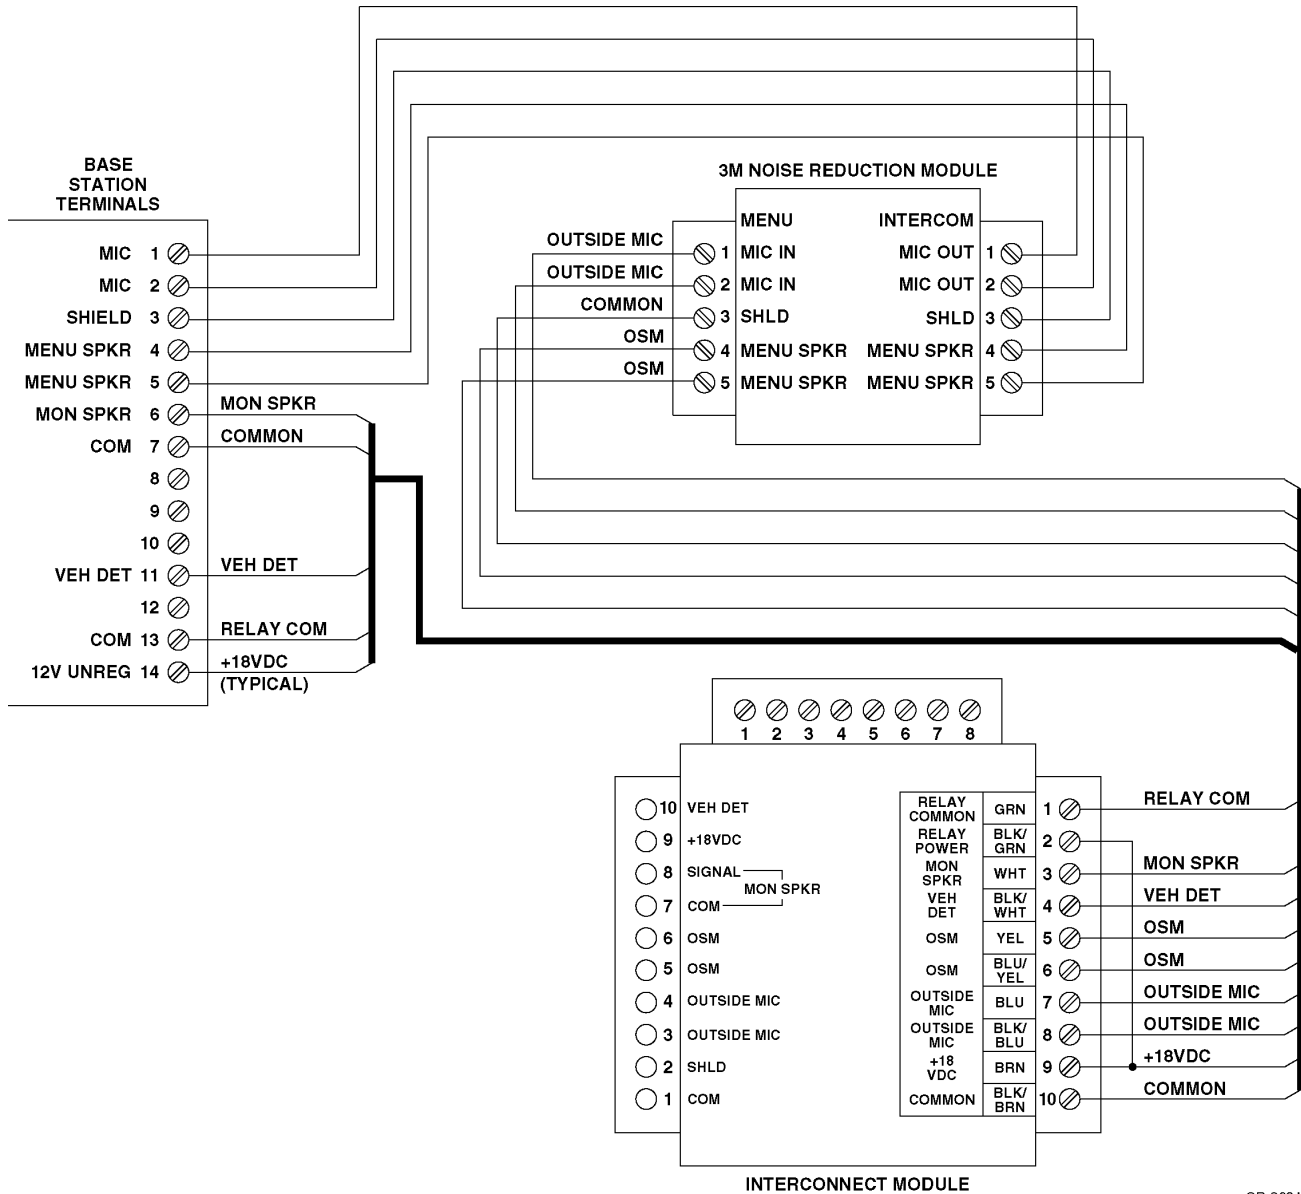 BASE
STATION
TERMINALS
MIC 1
MIC 2
SHIELD 3
MENU SPKR 4
MENU SPKR 5
MON SPKR 6 MON SPKR
COM 7 COMMON
8
9
10
VEH DET 11 VEH DET
12
COM 13 RELAY COM
12V UNREG 14 +18VDC
(TYPICAL)
3M NOISE REDUCTION MODULE
MENU INTERCOM
OUTSIDE MIC 1 MIC IN MIC OUT 1
OUTSIDE MIC 2 MIC IN MIC OUT 2
COMMON 3 SHLD SHLD 3
OSM 4 MENU SPKR MENU SPKR 4
OSM 5 MENU SPKR MENU SPKR 5
1 2 3 4 5 6 7 8
10 VEH DET
9 +18VDC
8 SIGNAL
MON SPKR
7 COM
6 OSM
5 OSM
4 OUTSIDE MIC
3 OUTSIDE MIC
2 SHLD
1 COM
RELAY
COMMON GRN 1 RELAY COM
RELAY
POWER BLK/
GRN 2
MON
SPKR WHT 3 MON SPKR
VEH
DET BLK/
WHT 4 VEH DET
OSM YEL 5 OSM
OSM BLU/
YEL 6 OSM
OUTSIDE
MIC BLU 7 OUTSIDE MIC
OUTSIDE
MIC BLK/
BLU 8 OUTSIDE MIC
+18
VDC BRN 9 +18VDC
COMMON BLK/
BRN 10 COMMON
INTERCONNECT MODULE